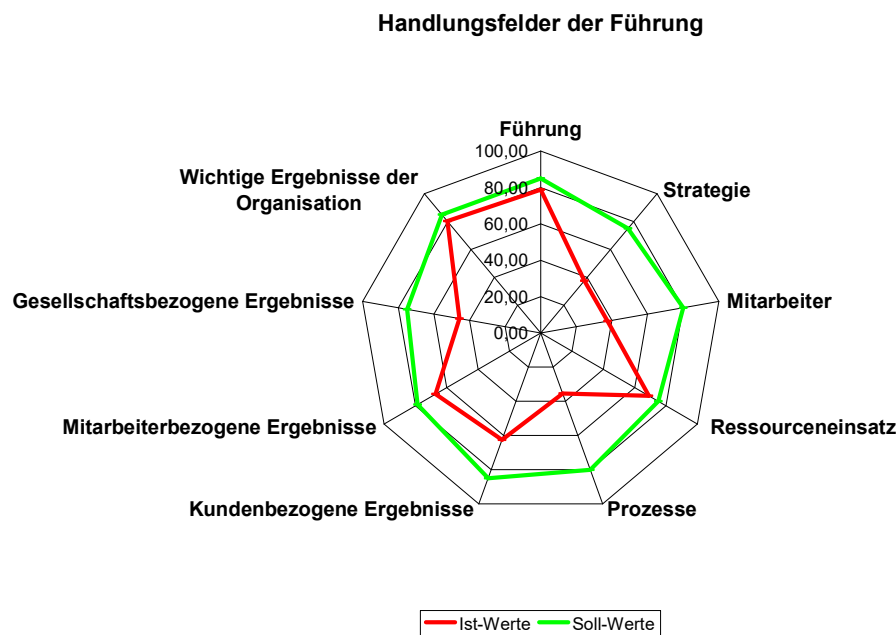 Handlungsfelder der Führung
Führung
Wichtige Ergebnisse der
Organisation
Strategie
Gesellschaftsbezogene Ergebnisse
Mitarbeiter
Mitarbeiterbezogene Ergebnisse
Ressourceneinsatz
Kundenbezogene Ergebnisse
Prozesse
100,00
80,00
60,00
40,00
20,00
0,00
Ist-Werte
Soll-Werte